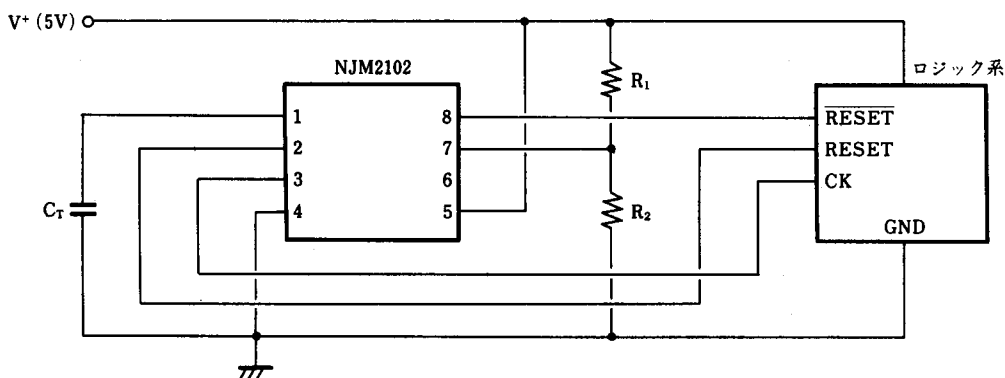 V⁺ (5V)
NJM2102
ロジック系
R₁
1
8
RESET
2
7
RESET
3
6
CK
C_T
4
5
R₂
GND